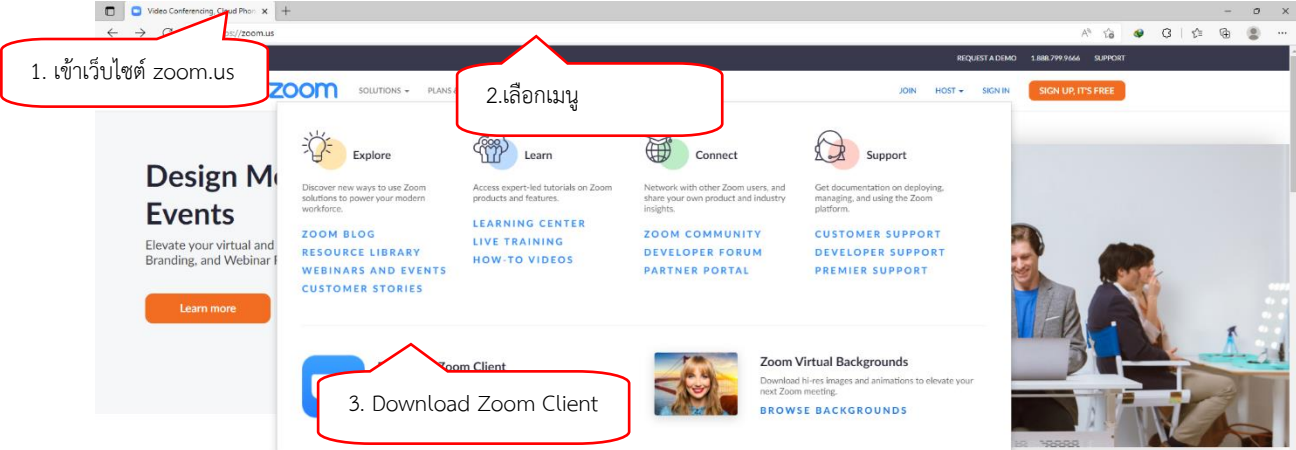 Video Conferencing, Cloud Phon
zoom.us
1. เข้าเว็บไซต์ zoom.us
REQUEST A DEMO 1.888.799.9666 SUPPORT
zoom SOLUTIONS PLANS &
2.เลือกเมนู
JOIN HOST SIGN IN SIGN UP, IT'S FREE
Explore
Discover new ways to use Zoom
solutions to power your modern
workforce.
ZOOM BLOG
RESOURCE LIBRARY
WEBINARS AND EVENTS
CUSTOMER STORIES
Learn
Access expert-led tutorials on Zoom
products and features.
LEARNING CENTER
LIVE TRAINING
HOW-TO VIDEOS
Connect
Network with other Zoom users, and
share your own product and industry
insights.
ZOOM COMMUNITY
DEVELOPER FORUM
PARTNER PORTAL
Support
Get documentation on deploying,
managing, and using the Zoom
platform.
CUSTOMER SUPPORT
DEVELOPER SUPPORT
PREMIER SUPPORT
Design M
Events
Elevate your virtual and
Branding, and Webinar
Learn more
Zoom Client
3. Download Zoom Client
Zoom Virtual Backgrounds
Download hi-res images and animations to elevate your
next Zoom meeting.
BROWSE BACKGROUNDS